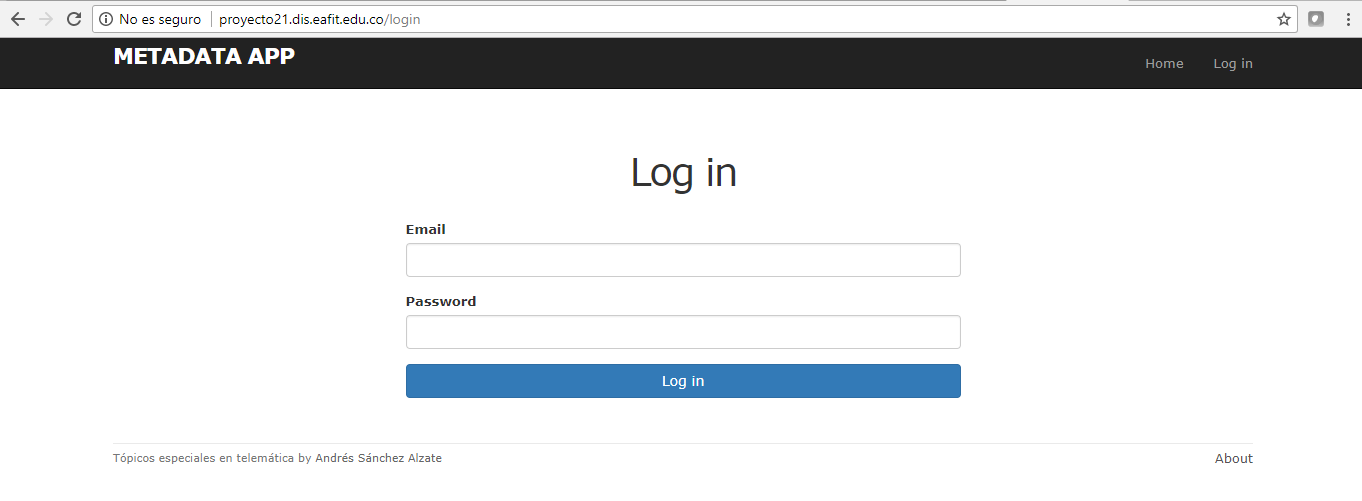 No es seguro proyecto21.dis.eafit.edu.co/login
METADATA APP
Home Log in
Log in
Email
Password
Log in
Tópicos especiales en telemática by Andrés Sánchez Alzate About